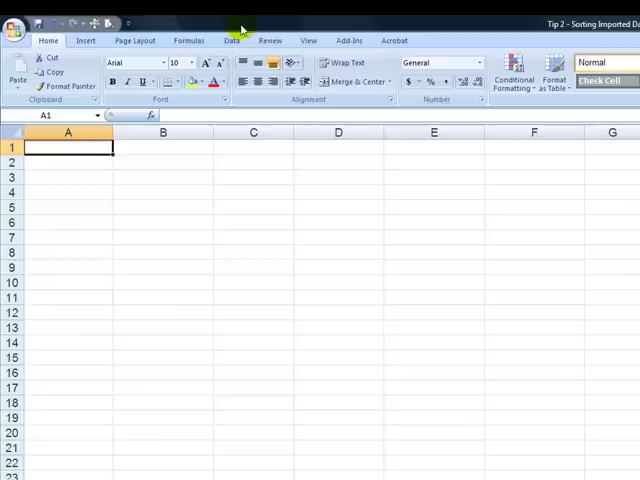 Tip 2 - Sorting Imported Da
Home Insert Page Layout Formulas Data Review View Add-Ins Acrobat
Paste
Cut
Copy
Format Painter
Clipboard
Arial 10
B I U
A A
A
Font
Wrap Text
Merge & Center
Alignment
General
$ % ,
Number
Conditional Formatting
Format as Table
Normal
Check Cell
A1 fx
A B C D E F G
1
2
3
4
5
6
7
8
9
10
11
12
13
14
15
16
17
18
19
20
21
22
23